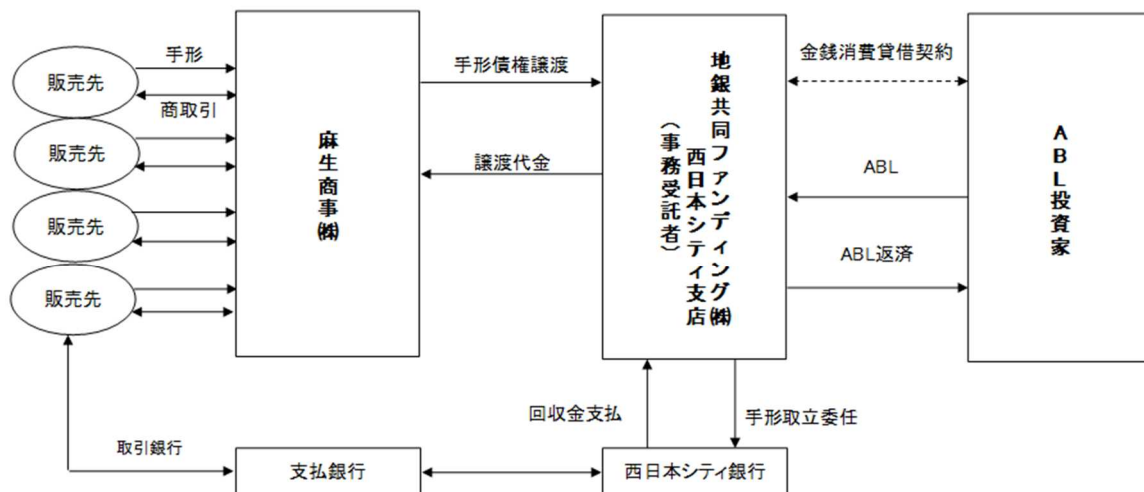 販売先
販売先
販売先
販売先
手形
商取引
麻生商事㈱
手形債権譲渡
譲渡代金
地銀共同ファンディング㈱
西日本シティ支店
（事務受託者）
金銭消費貸借契約
ABL
ABL返済
ABL投資家
回収金支払
手形取立委任
取引銀行
支払銀行
西日本シティ銀行